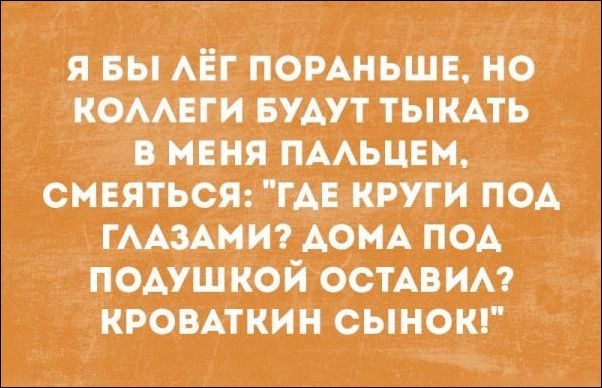 Я БЫ ЛЁГ ПОРАНЬШЕ, НО
КОЛЛЕГИ БУДУТ ТЫКАТЬ
В МЕНЯ ПАЛЬЦЕМ,
СМЕЯТЬСЯ: "ГДЕ КРУГИ ПОД
ГЛАЗАМИ? ДОМА ПОД
ПОДУШКОЙ ОСТАВИЛ?
КРОВАТКИН СЫНОК!"